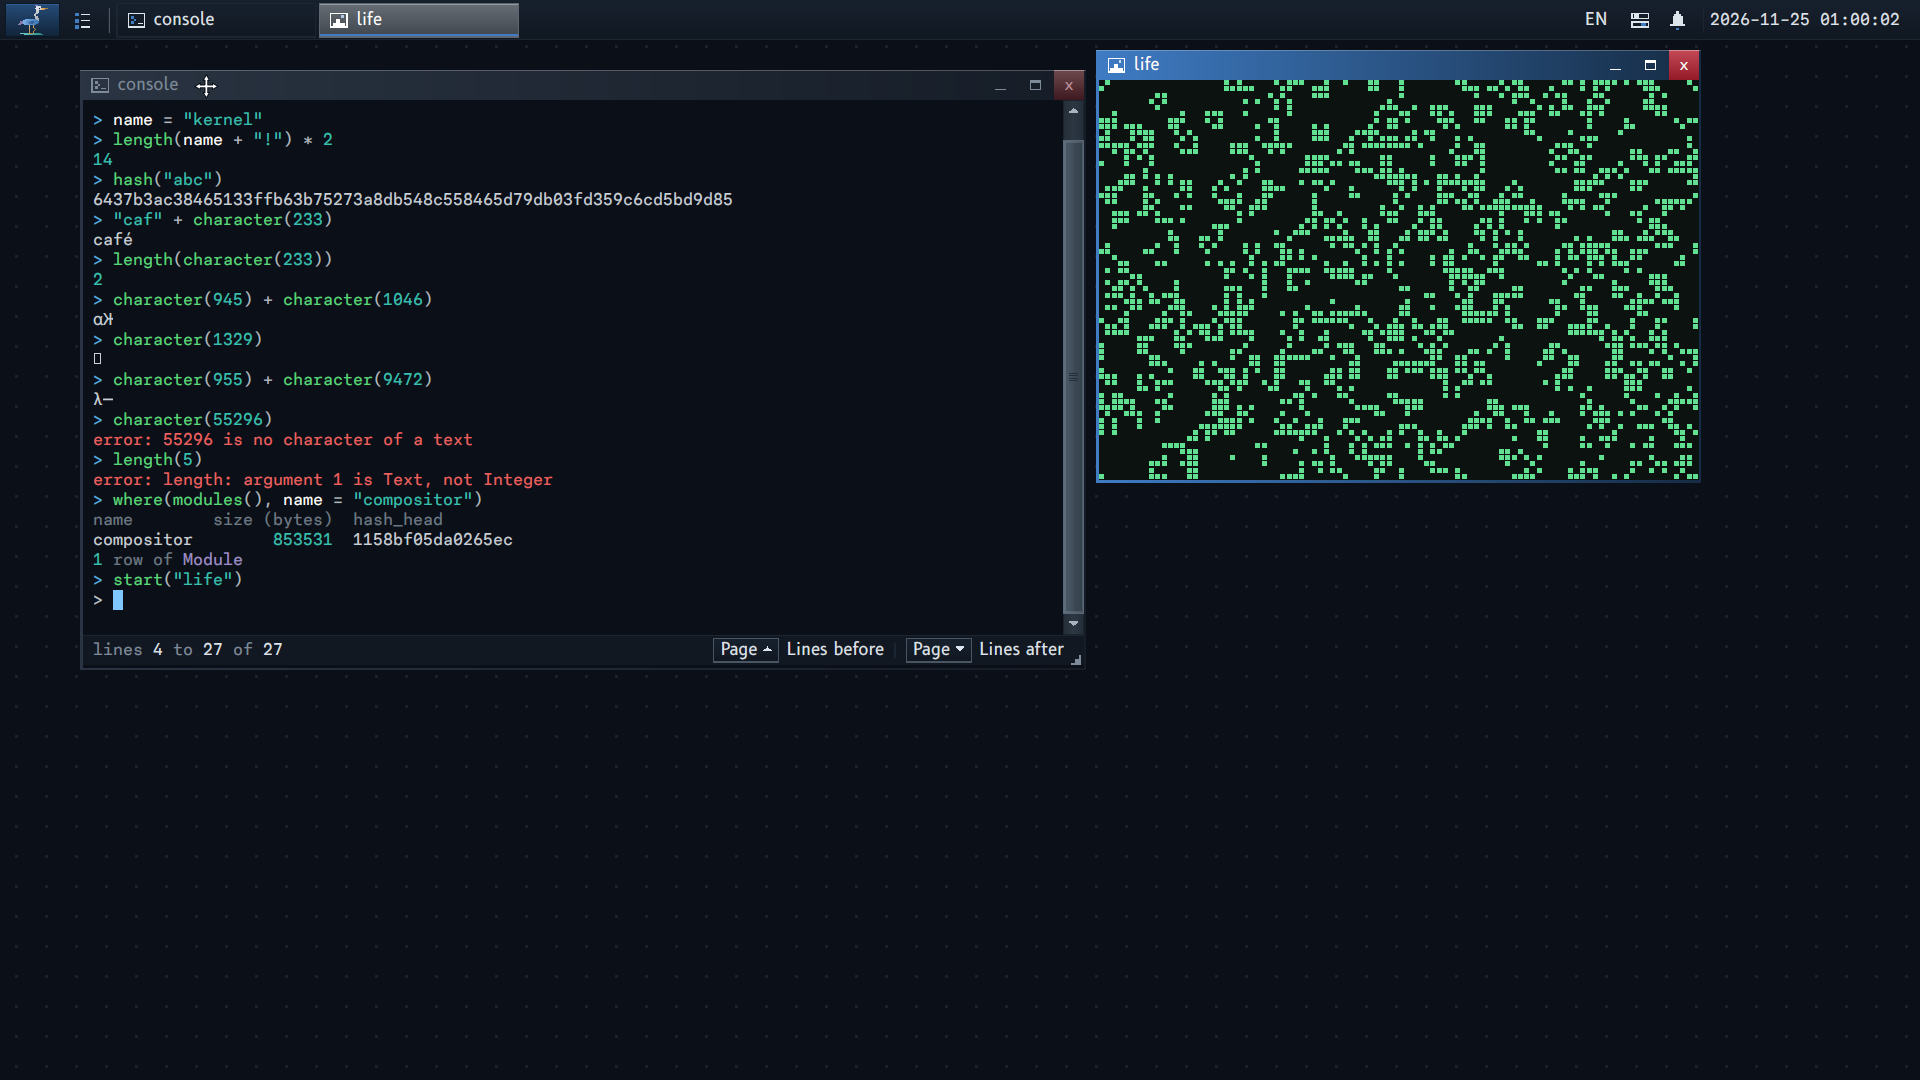 console
life
EN
2026-11-25 01:00:02
console
x
> name = "kernel"
> length(name + "!") * 2
14
> hash("abc")
6437b3ac38465133ffb63b75273a8db548c558465d79db03fd359c6cd5bd9d85
> "caf" + character(233)
café
> length(character(233))
2
> character(945) + character(1046)
αЖ
> character(1329)
> character(955) + character(9472)
λ─
> character(55296)
error: 55296 is no character of a text
> length(5)
error: length: argument 1 is Text, not Integer
> where(modules(), name = "compositor")
name size (bytes) hash_head
compositor 853531 1158bf05da0265ec
1 row of Module
> start("life")
>
lines 4 to 27 of 27
Page Lines before Page Lines after
life
x